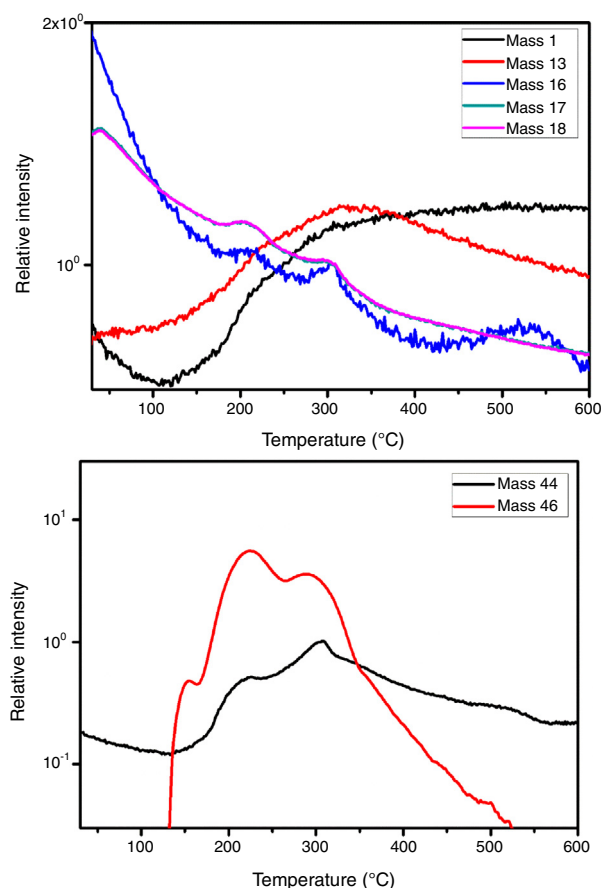 2x10⁰
Mass 1
Mass 13
Mass 16
Mass 17
Mass 18
Relative intensity
10⁰
100 200 300 400 500 600
Temperature (°C)
Mass 44
Mass 46
10¹
Relative intensity
10⁰
10⁻¹
100 200 300 400 500 600
Temperature (°C)